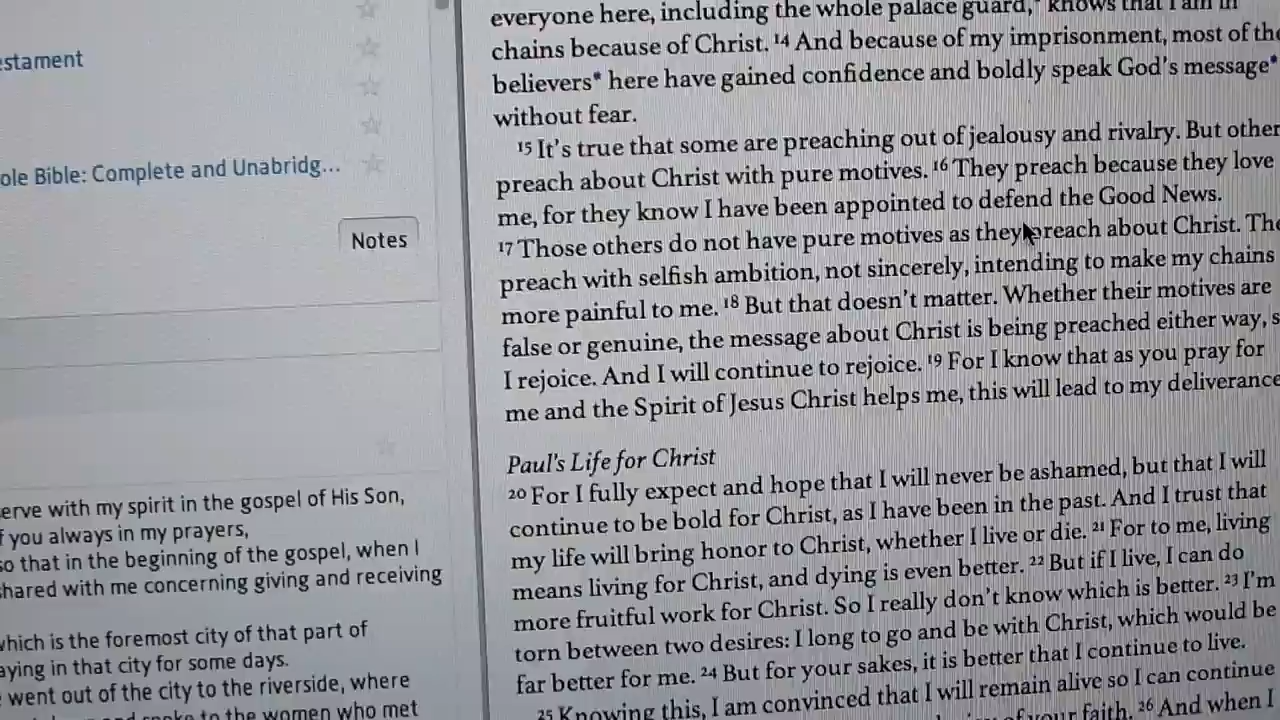 estament
ole Bible: Complete and Unabridg...
Notes
erve with my spirit in the gospel of His Son,
f you always in my prayers,
so that in the beginning of the gospel, when I
hared with me concerning giving and receiving
which is the foremost city of that part of
aying in that city for some days.
went out of the city to the riverside, where
spoke to the women who met
everyone here, including the whole palace guard,* knows that I am in
chains because of Christ. 14 And because of my imprisonment, most of the
believers* here have gained confidence and boldly speak God's message*
without fear.
15 It's true that some are preaching out of jealousy and rivalry. But other
preach about Christ with pure motives. 16 They preach because they love
me, for they know I have been appointed to defend the Good News.
17 Those others do not have pure motives as they preach about Christ. The
preach with selfish ambition, not sincerely, intending to make my chains
more painful to me. 18 But that doesn't matter. Whether their motives are
false or genuine, the message about Christ is being preached either way, s
I rejoice. And I will continue to rejoice. 19 For I know that as you pray for
me and the Spirit of Jesus Christ helps me, this will lead to my deliverance
Paul's Life for Christ
20 For I fully expect and hope that I will never be ashamed, but that I will
continue to be bold for Christ, as I have been in the past. And I trust that
my life will bring honor to Christ, whether I live or die. 21 For to me, living
means living for Christ, and dying is even better. 22 But if I live, I can do
more fruitful work for Christ. So I really don't know which is better. 23 I'm
torn between two desires: I long to go and be with Christ, which would be
far better for me. 24 But for your sakes, it is better that I continue to live.
25 Knowing this, I am convinced that I will remain alive so I can continue
of your faith. 26 And when I